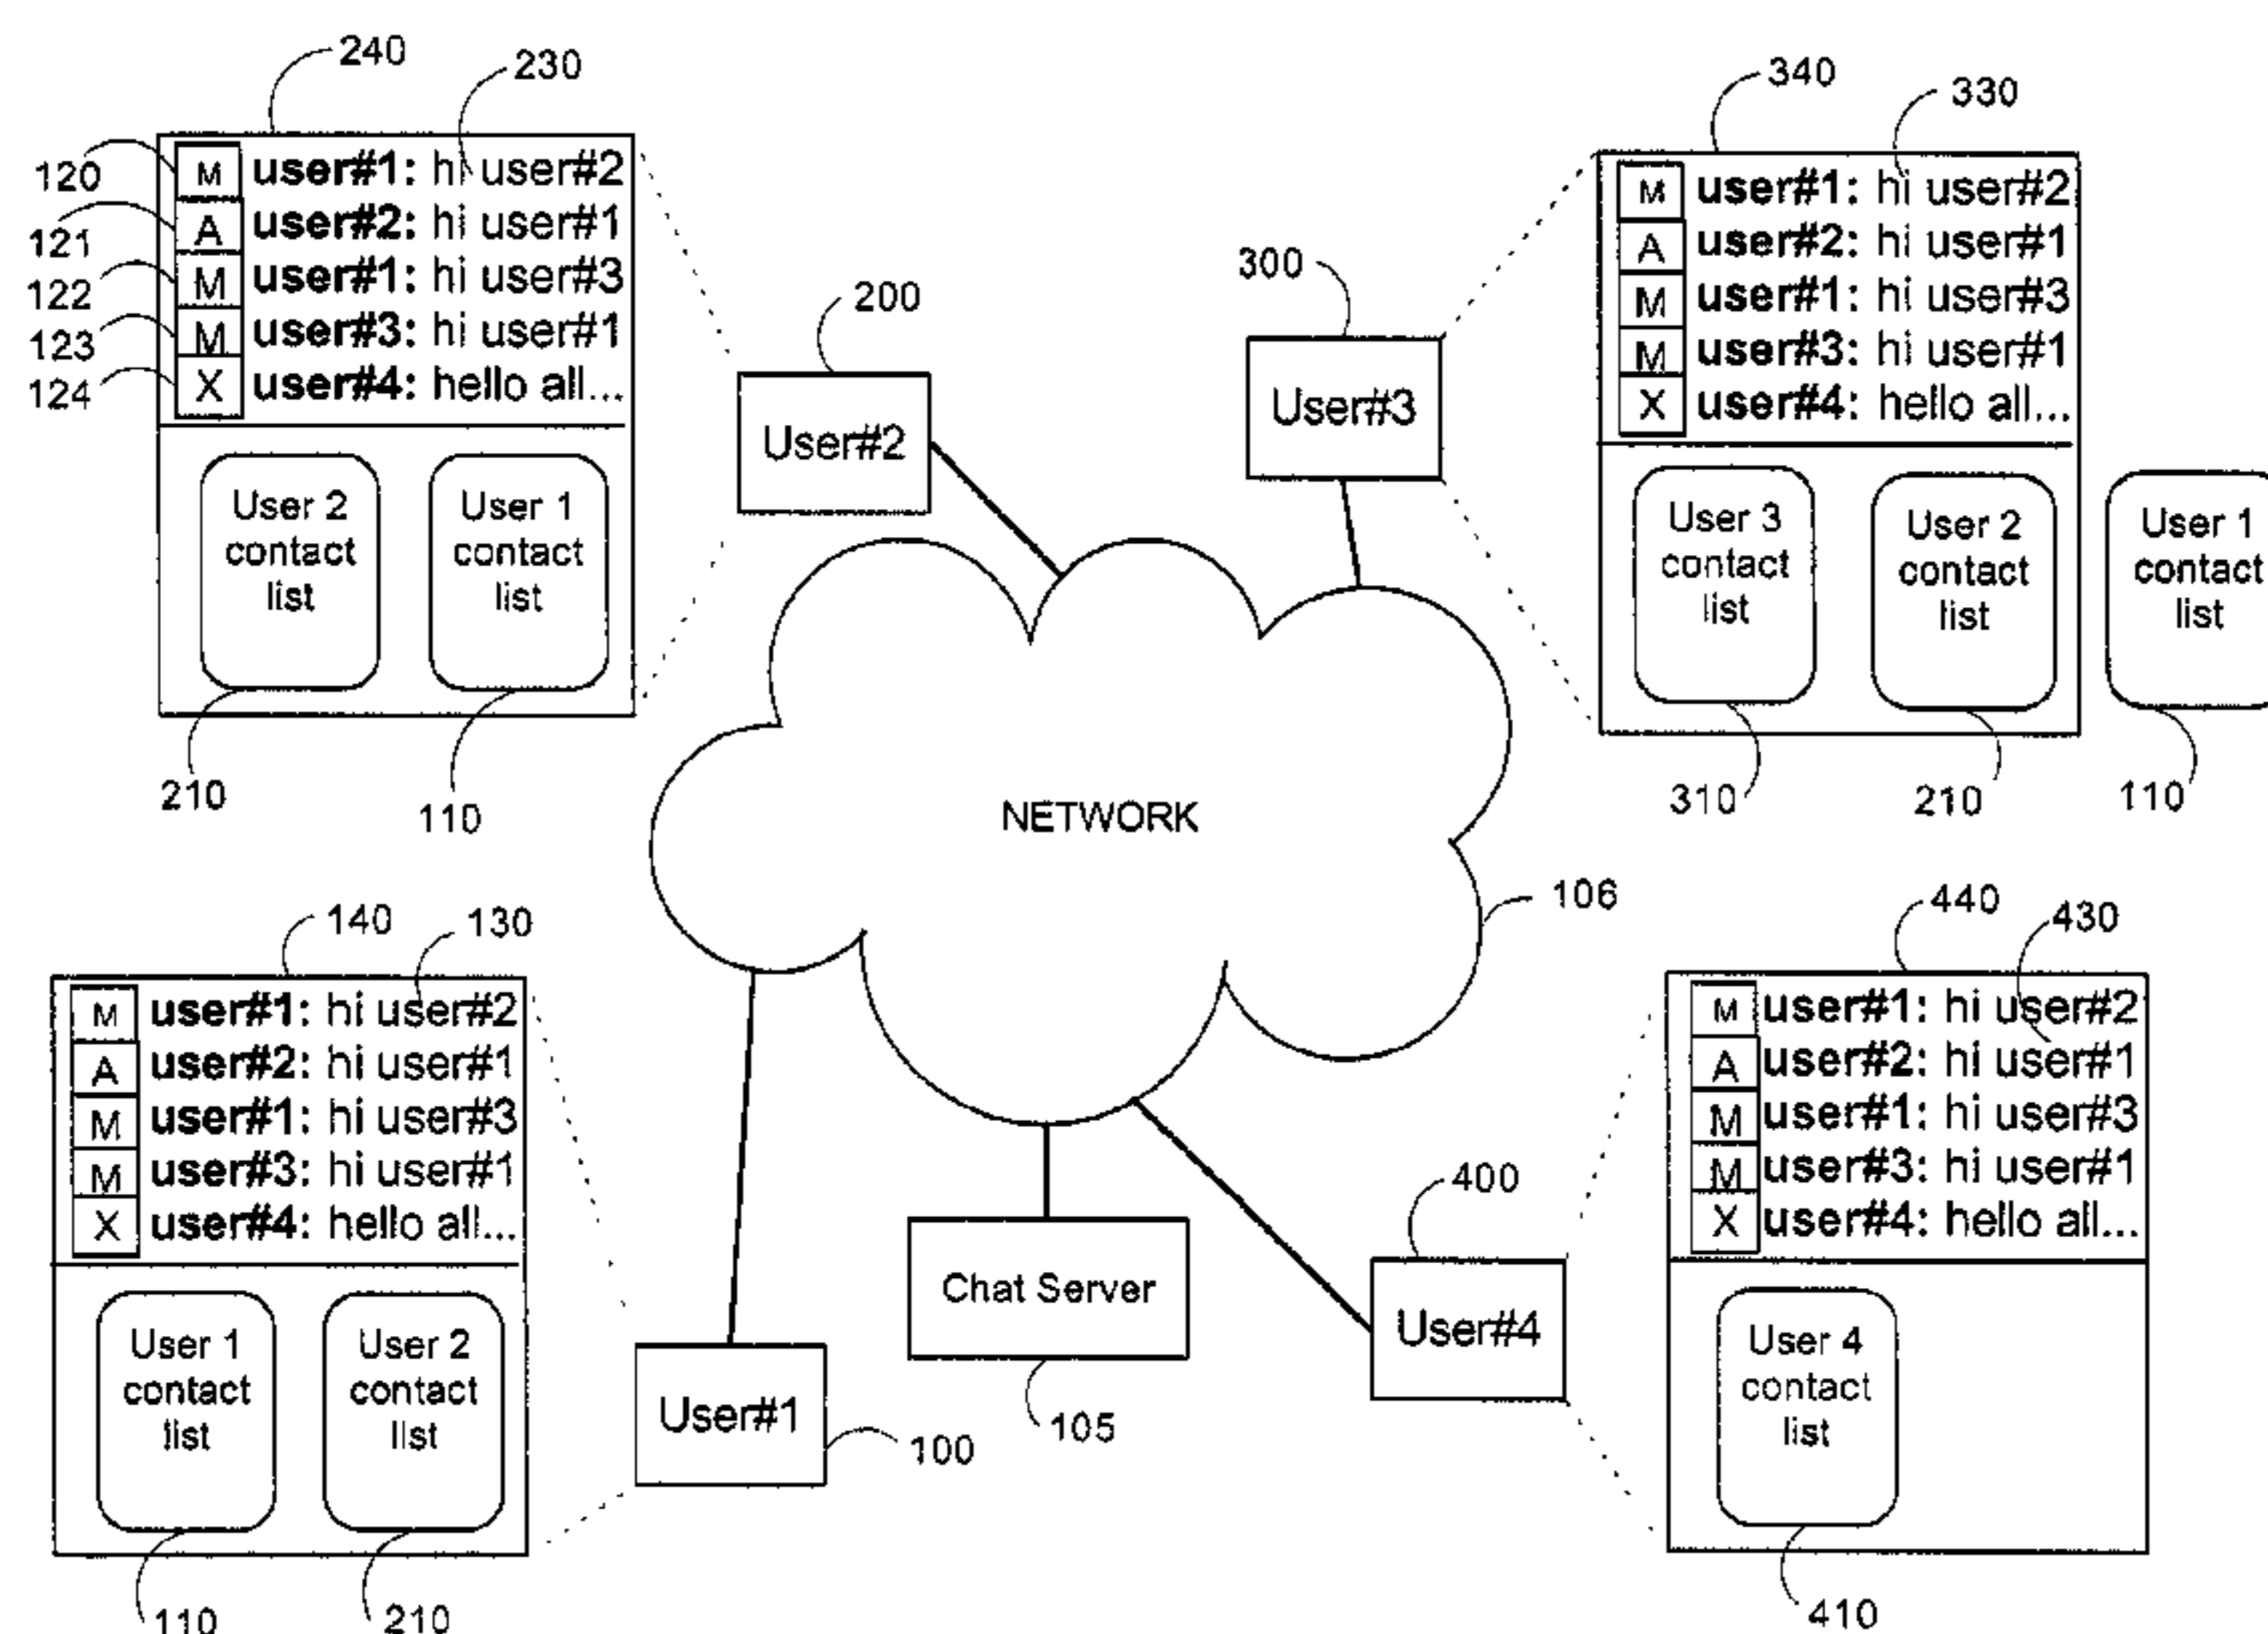 240
230
120
121
122
123
124
M user#1: hi user#2
A user#2: hi user#1
M user#1: hi user#3
M user#3: hi user#1
X user#4: hello all...
User 2
contact
list
User 1
contact
list
210
110
200
User#2
300
User#3
340
330
M user#1: hi user#2
A user#2: hi user#1
M user#1: hi user#3
M user#3: hi user#1
X user#4: hello all...
User 3
contact
list
User 2
contact
list
User 1
contact
list
310
210
110
NETWORK
106
140
130
M user#1: hi user#2
A user#2: hi user#1
M user#1: hi user#3
M user#3: hi user#1
X user#4: hello all...
User 1
contact
list
User 2
contact
list
110
210
User#1
100
Chat Server
105
400
User#4
440
430
M user#1: hi user#2
A user#2: hi user#1
M user#1: hi user#3
M user#3: hi user#1
X user#4: hello all...
User 4
contact
list
410